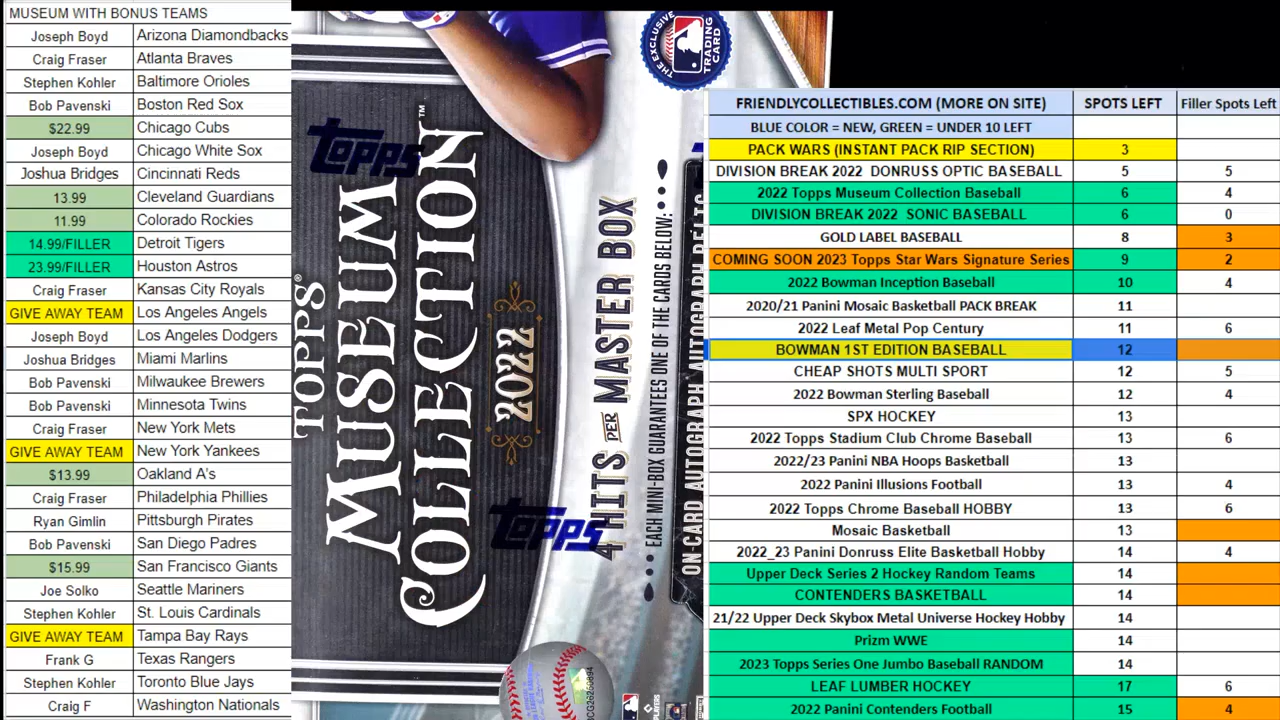 MUSEUM WITH BONUS TEAMS
Joseph Boyd Arizona Diamondbacks
Craig Fraser Atlanta Braves
Stephen Kohler Baltimore Orioles
Bob Pavenski Boston Red Sox
$22.99 Chicago Cubs
Joseph Boyd Chicago White Sox
Joshua Bridges Cincinnati Reds
13.99 Cleveland Guardians
11.99 Colorado Rockies
14.99/FILLER Detroit Tigers
23.99/FILLER Houston Astros
Craig Fraser Kansas City Royals
GIVE AWAY TEAM Los Angeles Angels
Joseph Boyd Los Angeles Dodgers
Joshua Bridges Miami Marlins
Bob Pavenski Milwaukee Brewers
Bob Pavenski Minnesota Twins
Craig Fraser New York Mets
GIVE AWAY TEAM New York Yankees
$13.99 Oakland A's
Craig Fraser Philadelphia Phillies
Ryan Gimlin Pittsburgh Pirates
Bob Pavenski San Diego Padres
$15.99 San Francisco Giants
Joe Solko Seattle Mariners
Stephen Kohler St. Louis Cardinals
GIVE AWAY TEAM Tampa Bay Rays
Frank G Texas Rangers
Stephen Kohler Toronto Blue Jays
Craig F Washington Nationals
topps
TOPPS®
MUSEUM
COLLECTION™
2022
topps
4 HITS PER MASTER BOX
EACH MINI-BOX GUARANTEES ONE OF THE CARDS BELOW:
ON-CARD AUTOGRAPH AUTOGRAPH RELIC
THE EXCLUSIVE
TRADING CARD
PLAYERS
FRIENDLYCOLLECTIBLES.COM (MORE ON SITE) SPOTS LEFT Filler Spots Left
BLUE COLOR = NEW, GREEN = UNDER 10 LEFT
PACK WARS (INSTANT PACK RIP SECTION) 3
DIVISION BREAK 2022 DONRUSS OPTIC BASEBALL 5 5
2022 Topps Museum Collection Baseball 6 4
DIVISION BREAK 2022 SONIC BASEBALL 6 0
GOLD LABEL BASEBALL 8 3
COMING SOON 2023 Topps Star Wars Signature Series 9 2
2022 Bowman Inception Baseball 10 4
2020/21 Panini Mosaic Basketball PACK BREAK 11
2022 Leaf Metal Pop Century 11 6
BOWMAN 1ST EDITION BASEBALL 12
CHEAP SHOTS MULTI SPORT 12 5
2022 Bowman Sterling Baseball 12 4
SPX HOCKEY 13
2022 Topps Stadium Club Chrome Baseball 13 6
2022/23 Panini NBA Hoops Basketball 13
2022 Panini Illusions Football 13 4
2022 Topps Chrome Baseball HOBBY 13 6
Mosaic Basketball 13
2022_23 Panini Donruss Elite Basketball Hobby 14 4
Upper Deck Series 2 Hockey Random Teams 14
CONTENDERS BASKETBALL 14
21/22 Upper Deck Skybox Metal Universe Hockey Hobby 14
Prizm WWE 14
2023 Topps Series One Jumbo Baseball RANDOM 14
LEAF LUMBER HOCKEY 17 6
2022 Panini Contenders Football 15 4